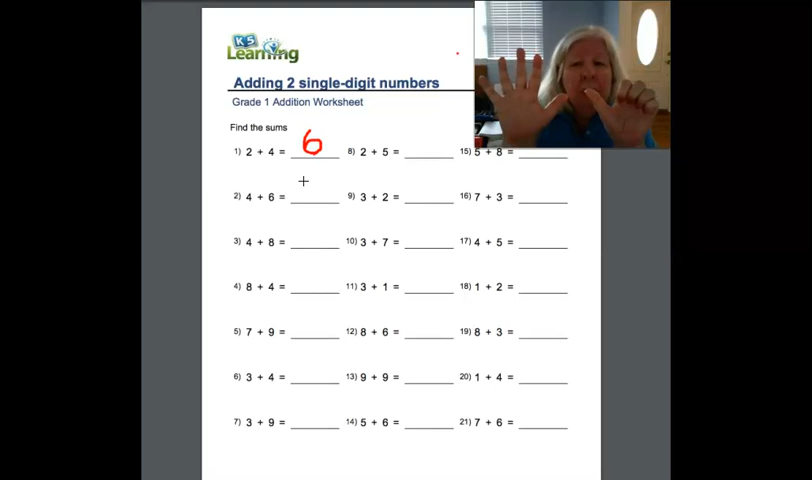 K5
Learning
Adding 2 single-digit numbers
Grade 1 Addition Worksheet
Find the sums
1) 2 + 4 = 6
8) 2 + 5 =
15) 5 + 8 =
2) 4 + 6 =
9) 3 + 2 =
16) 7 + 3 =
3) 4 + 8 =
10) 3 + 7 =
17) 4 + 5 =
4) 8 + 4 =
11) 3 + 1 =
18) 1 + 2 =
5) 7 + 9 =
12) 8 + 6 =
19) 8 + 3 =
6) 3 + 4 =
13) 9 + 9 =
20) 1 + 4 =
7) 3 + 9 =
14) 5 + 6 =
21) 7 + 6 =